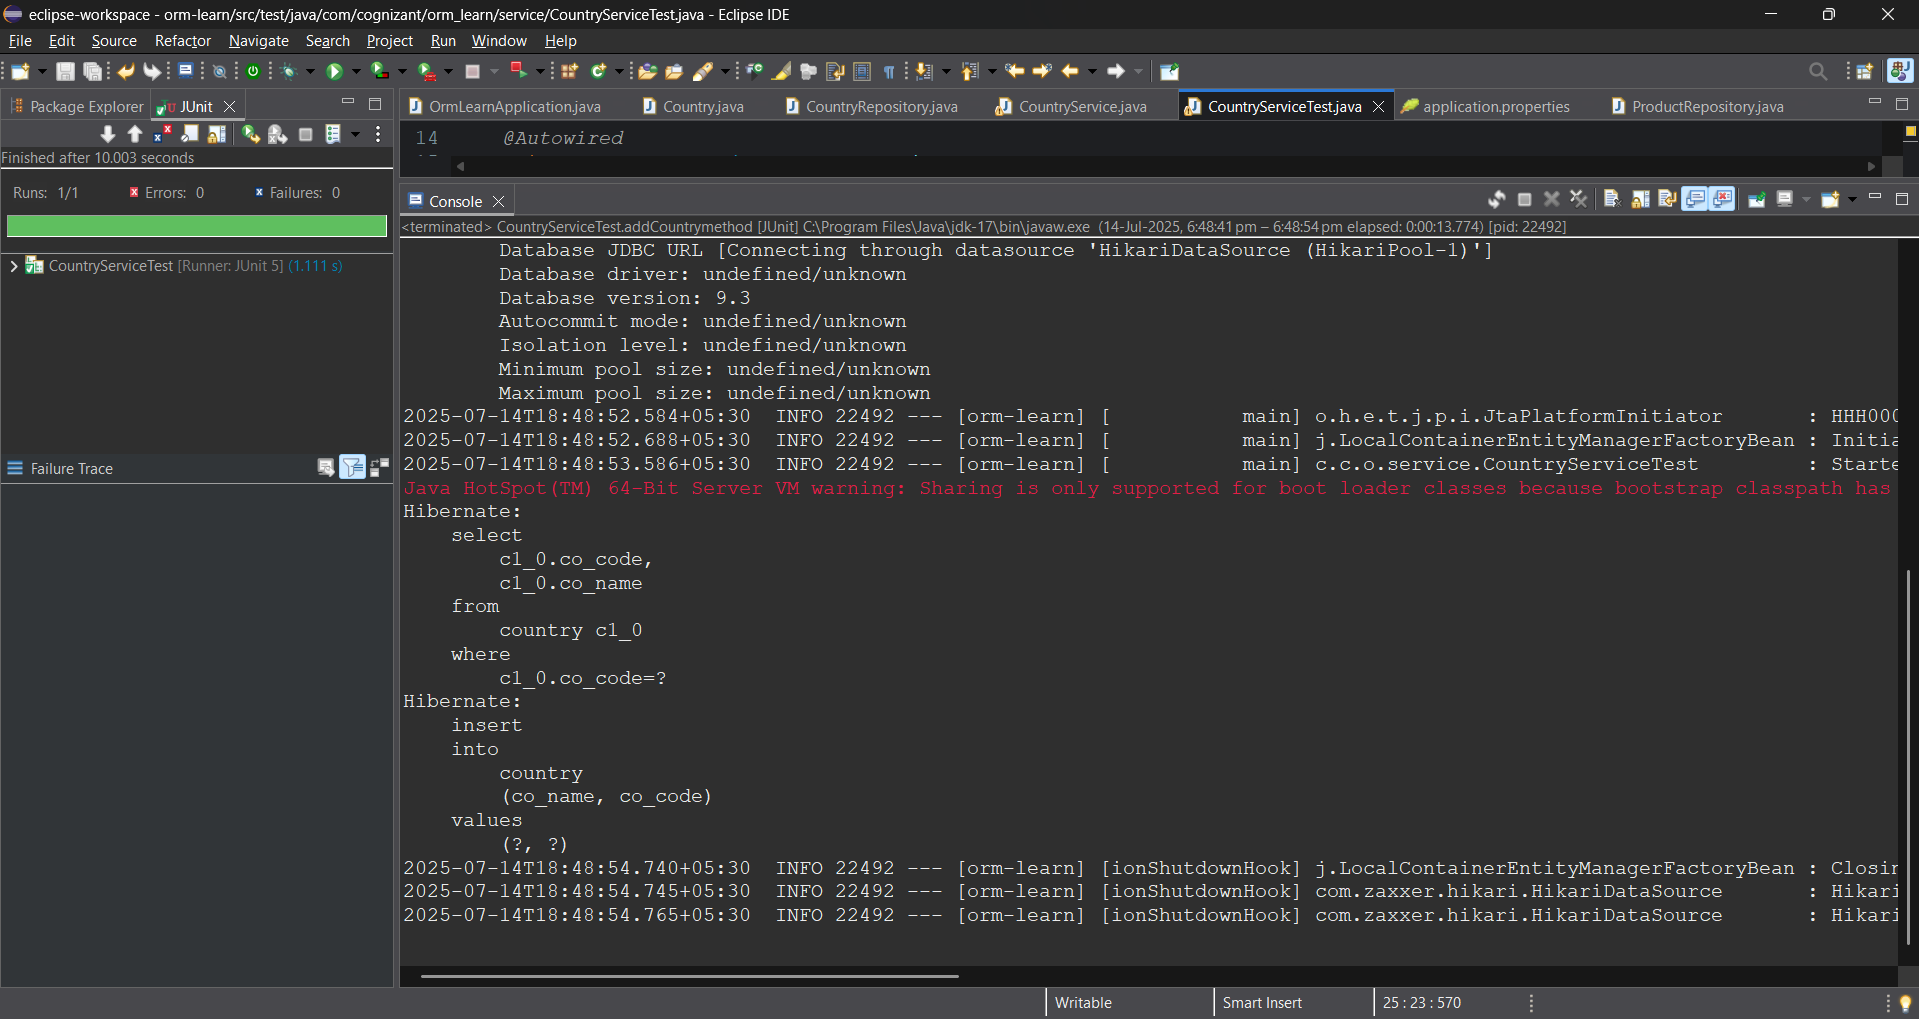 eclipse-workspace - orm-learn/src/test/java/com/cognizant/orm_learn/service/CountryServiceTest.java - Eclipse IDE
File Edit Source Refactor Navigate Search Project Run Window Help
Package Explorer JUnit
Finished after 10.003 seconds
Runs: 1/1 Errors: 0 Failures: 0
CountryServiceTest [Runner: JUnit 5] (1.111 s)
Failure Trace
OrmLearnApplication.java Country.java CountryRepository.java CountryService.java CountryServiceTest.java application.properties ProductRepository.java
14 @Autowired
Console
<terminated> CountryServiceTest.addCountrymethod [JUnit] C:\Program Files\Java\jdk-17\bin\javaw.exe (14-Jul-2025, 6:48:41 pm – 6:48:54 pm elapsed: 0:00:13.774) [pid: 22492]
Database JDBC URL [Connecting through datasource 'HikariDataSource (HikariPool-1)']
Database driver: undefined/unknown
Database version: 9.3
Autocommit mode: undefined/unknown
Isolation level: undefined/unknown
Minimum pool size: undefined/unknown
Maximum pool size: undefined/unknown
2025-07-14T18:48:52.584+05:30 INFO 22492 --- [orm-learn] [ main] o.h.e.t.j.p.i.JtaPlatformInitiator : HHH000
2025-07-14T18:48:52.688+05:30 INFO 22492 --- [orm-learn] [ main] j.LocalContainerEntityManagerFactoryBean : Initia
2025-07-14T18:48:53.586+05:30 INFO 22492 --- [orm-learn] [ main] c.c.o.service.CountryServiceTest : Starte
Java HotSpot(TM) 64-Bit Server VM warning: Sharing is only supported for boot loader classes because bootstrap classpath has
Hibernate:
select
c1_0.co_code,
c1_0.co_name
from
country c1_0
where
c1_0.co_code=?
Hibernate:
insert
into
country
(co_name, co_code)
values
(?, ?)
2025-07-14T18:48:54.740+05:30 INFO 22492 --- [orm-learn] [ionShutdownHook] j.LocalContainerEntityManagerFactoryBean : Closin
2025-07-14T18:48:54.745+05:30 INFO 22492 --- [orm-learn] [ionShutdownHook] com.zaxxer.hikari.HikariDataSource : Hikari
2025-07-14T18:48:54.765+05:30 INFO 22492 --- [orm-learn] [ionShutdownHook] com.zaxxer.hikari.HikariDataSource : Hikari
Writable Smart Insert 25 : 23 : 570